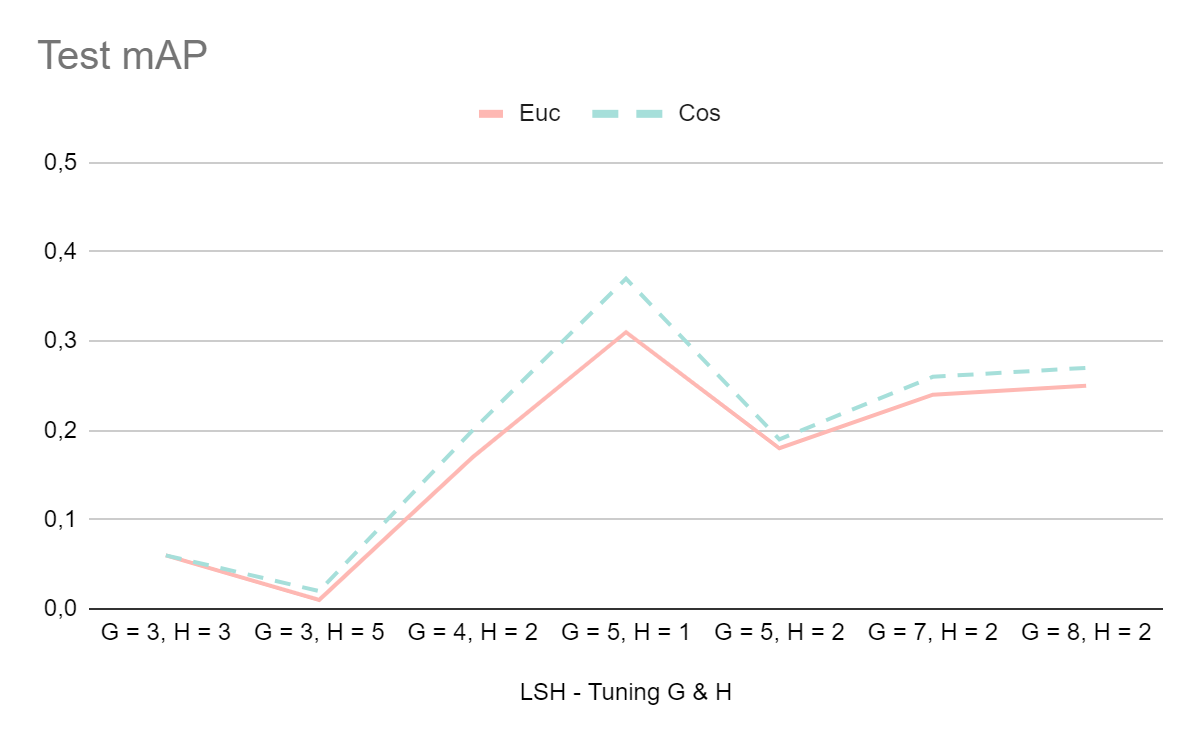 Test mAP
Euc Cos
0,5
0,4
0,3
0,2
0,1
0,0
G = 3, H = 3 G = 3, H = 5 G = 4, H = 2 G = 5, H = 1 G = 5, H = 2 G = 7, H = 2 G = 8, H = 2
LSH - Tuning G & H